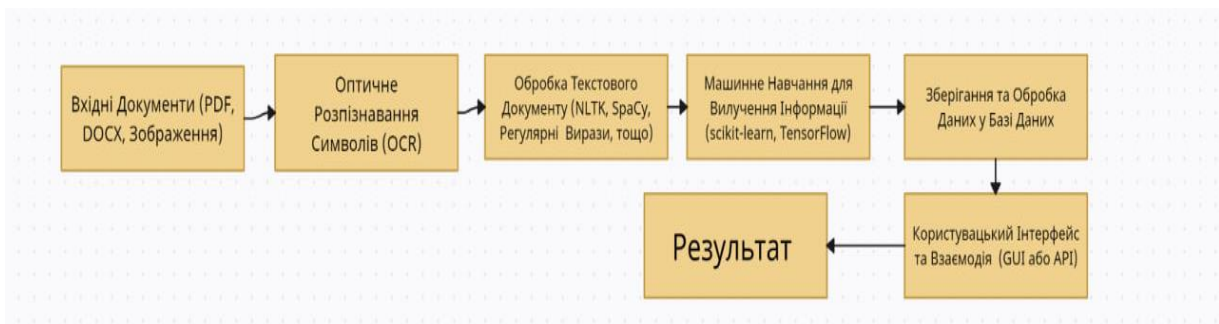 Вхідні Документи (PDF,
DOCX, Зображення)
Оптичне
Розпізнавання
Символів (OCR)
Обробка Текстового
Документу (NLTK, SpaCy,
Регулярні Вирази, тощо)
Машинне Навчання для
Вилучення Інформації
(scikit-learn, TensorFlow)
Зберігання та Обробка
Даних у Базі Даних
Користувацький Інтерфейс
та Взаємодія (GUI або API)
Результат